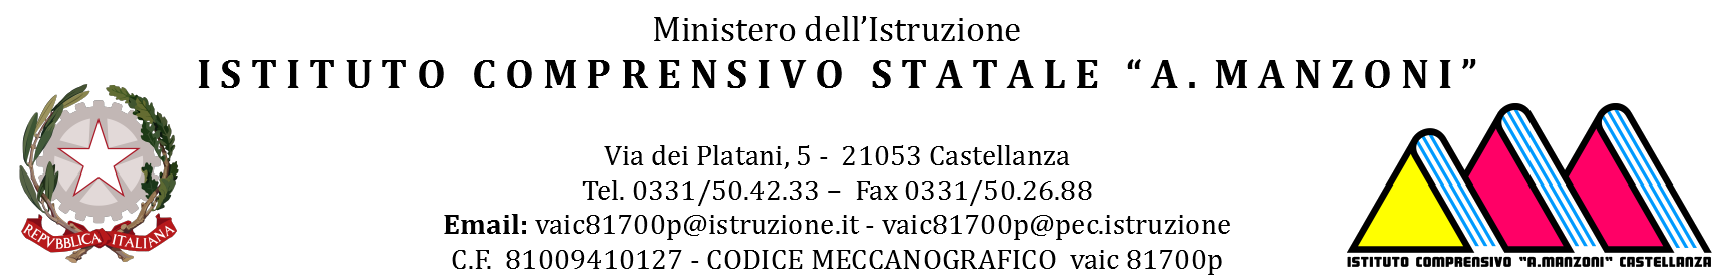 Ministero dell’Istruzione
ISTITUTO COMPRENSIVO STATALE “A. MANZONI”
Via dei Platani, 5 - 21053 Castellanza
Tel. 0331/50.42.33 – Fax 0331/50.26.88
Email: vaic81700p@istruzione.it - vaic81700p@pec.istruzione
C.F. 81009410127 - CODICE MECCANOGRAFICO vaic 81700p
REPVBBLICA ITALIANA
ISTITUTO COMPRENSIVO "A.MANZONI" CASTELLANZA